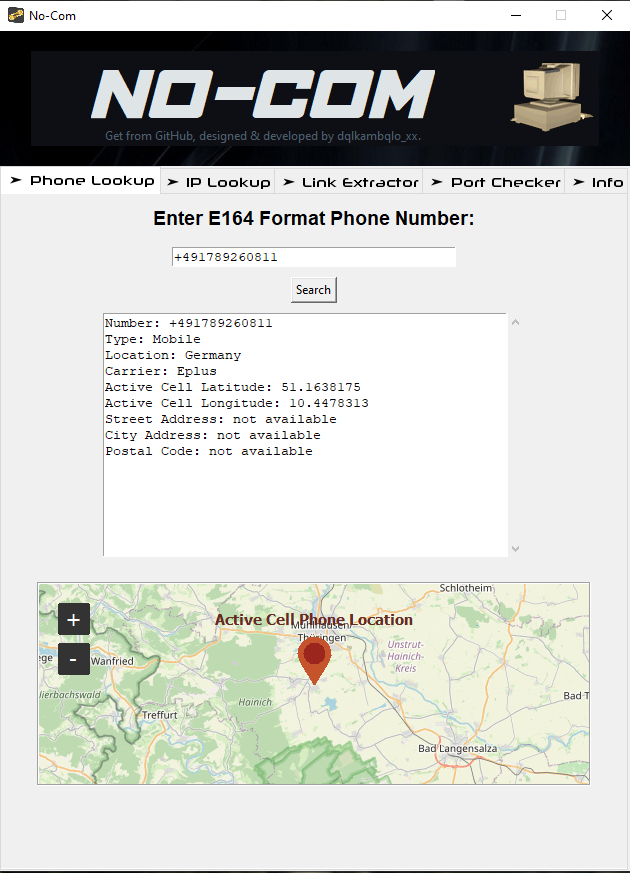 No-Com
NO-COM
Get from GitHub, designed & developed by dqlkambqlo_xx.
➤ Phone Lookup ➤ IP Lookup ➤ Link Extractor ➤ Port Checker ➤ Info
Enter E164 Format Phone Number:
+491789260811
Search
Number: +491789260811
Type: Mobile
Location: Germany
Carrier: Eplus
Active Cell Latitude: 51.1638175
Active Cell Longitude: 10.4478313
Street Address: not available
City Address: not available
Postal Code: not available
+
-
Schlotheim
Active Cell Phone Location
Mühlhausen/
Thüringen
Unstrut-
Hainich-
Kreis
ege
Wanfried
lierbachswald
Hainich
Bad T
Treffurt
Bad Langensalza